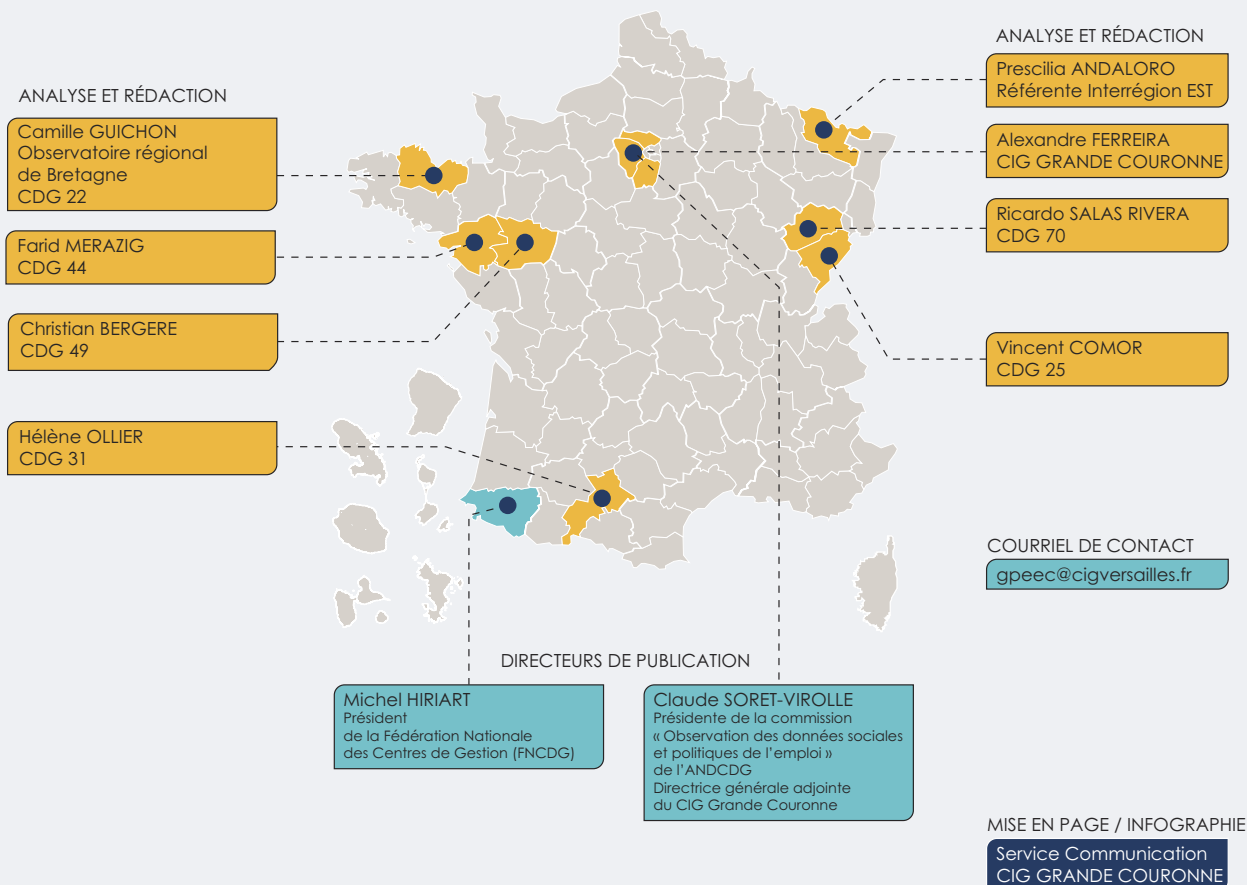 ANALYSE ET RÉDACTION
Camille GUICHON
Observatoire régional
de Bretagne
CDG 22
Farid MERAZIG
CDG 44
Christian BERGERE
CDG 49
Hélène OLLIER
CDG 31
ANALYSE ET RÉDACTION
Prescilia ANDALORO
Référente Interrégion EST
Alexandre FERREIRA
CIG GRANDE COURONNE
Ricardo SALAS RIVERA
CDG 70
Vincent COMOR
CDG 25
COURRIEL DE CONTACT
gpeec@cigversailles.fr
DIRECTEURS DE PUBLICATION
Michel HIRIART
Président
de la Fédération Nationale
des Centres de Gestion (FNCDG)
Claude SORET-VIROLLE
Présidente de la commission
« Observation des données sociales
et politiques de l’emploi »
de l’ANDCDG
Directrice générale adjointe
du CIG Grande Couronne
MISE EN PAGE / INFOGRAPHIE
Service Communication
CIG GRANDE COURONNE